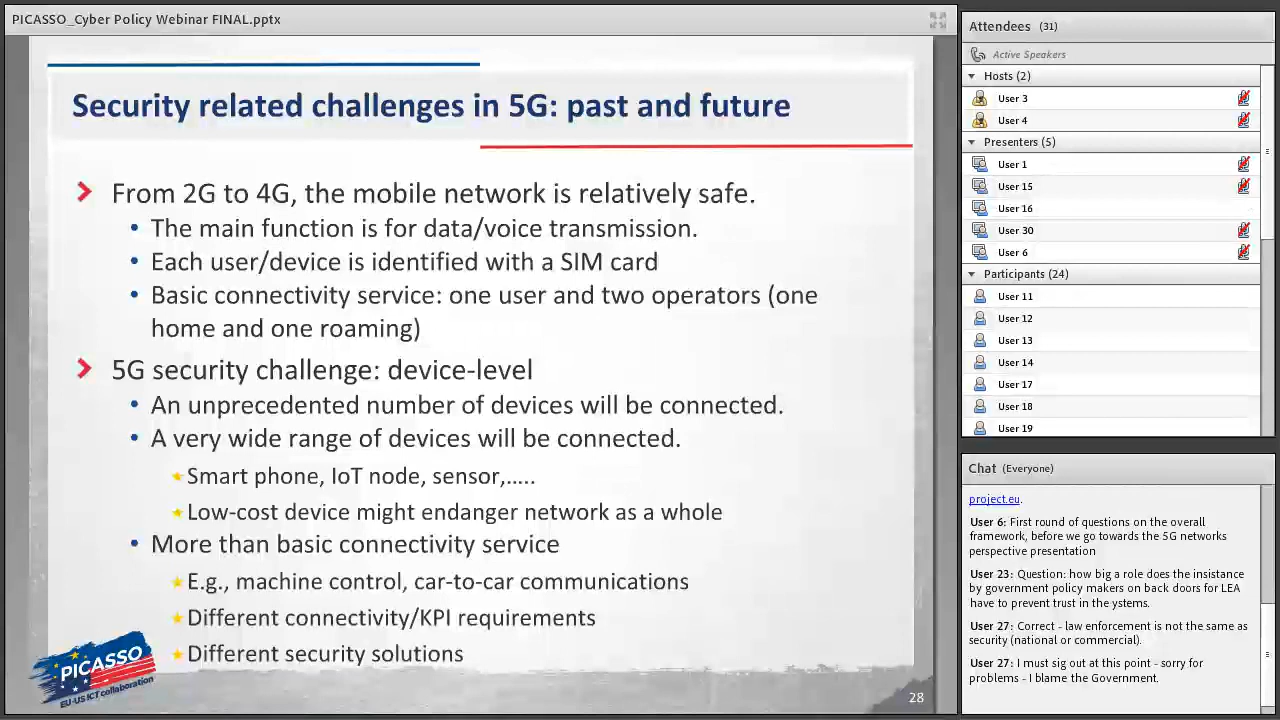 PICASSO_Cyber Policy Webinar FINAL.pptx
Security related challenges in 5G: past and future
From 2G to 4G, the mobile network is relatively safe.
The main function is for data/voice transmission.
Each user/device is identified with a SIM card
Basic connectivity service: one user and two operators (one
home and one roaming)
5G security challenge: device-level
An unprecedented number of devices will be connected.
A very wide range of devices will be connected.
Smart phone, IoT node, sensor,…..
Low-cost device might endanger network as a whole
More than basic connectivity service
E.g., machine control, car-to-car communications
Different connectivity/KPI requirements
Different security solutions
PICASSO
EU-US ICT collaboration
28
Attendees (31)
Active Speakers
Hosts (2)
User 3
User 4
Presenters (5)
User 1
User 15
User 16
User 30
User 6
Participants (24)
User 11
User 12
User 13
User 14
User 17
User 18
User 19
Chat (Everyone)
project.eu.
User 6: First round of questions on the overall
framework, before we go towards the 5G networks
perspective presentation
User 23: Question: how big a role does the insistance
by government policy makers on back doors for LEA
have to prevent trust in the ystems.
User 27: Correct - law enforcement is not the same as
security (national or commercial).
User 27: I must sig out at this point - sorry for
problems - I blame the Government.